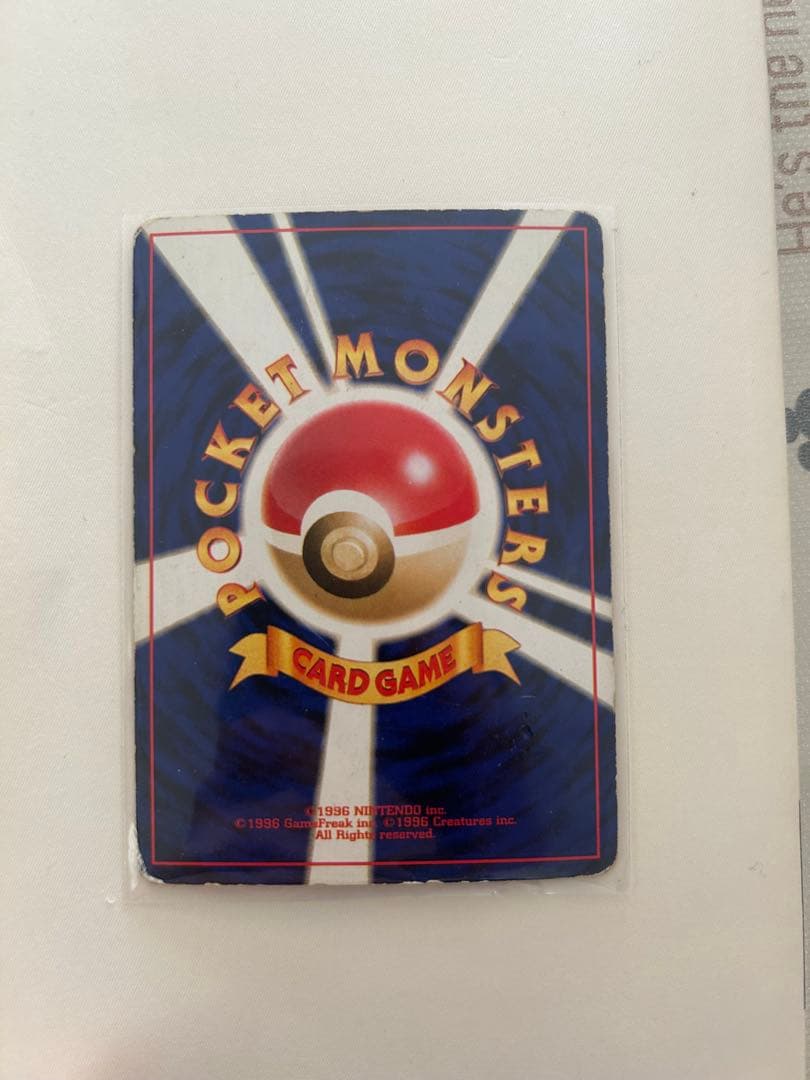 POCKET MONSTERS
CARD GAME
©1996 NINTENDO inc.
©1996 GameFreak inc. ©1996 Creatures inc.
All Rights reserved.